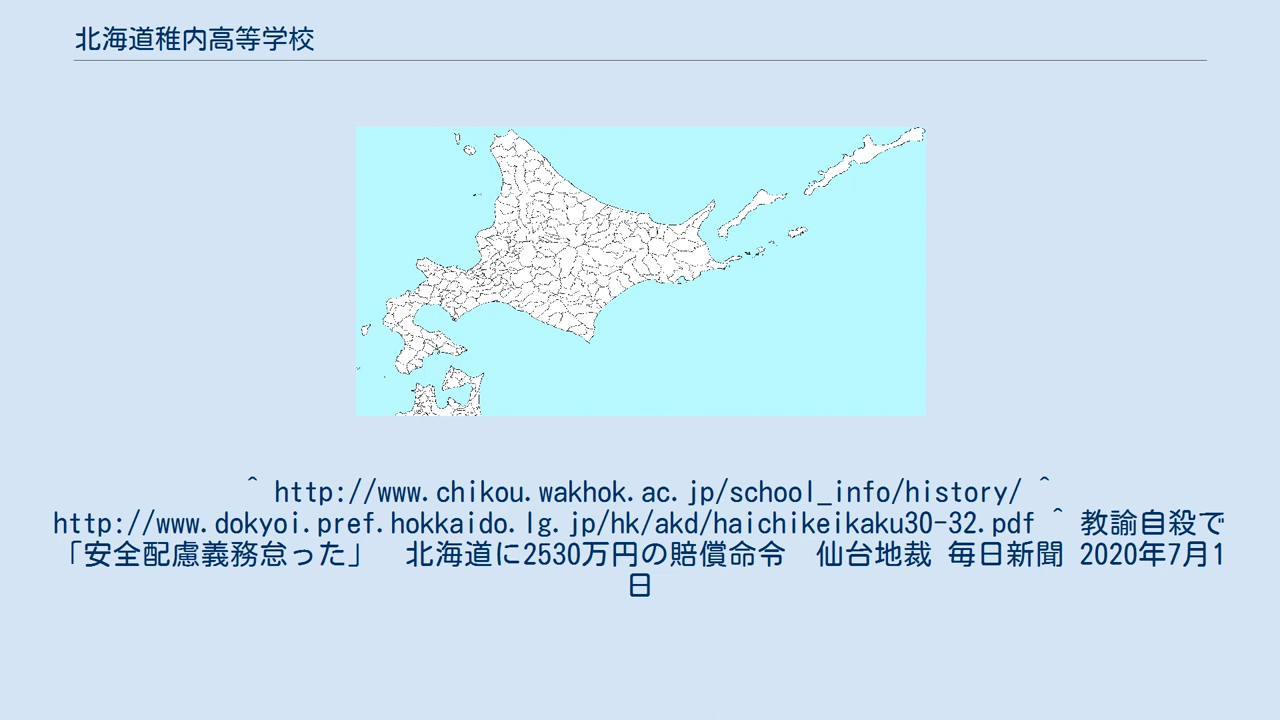 北海道稚内高等学校
^ http://www.chikou.wakhok.ac.jp/school_info/history/ ^
http://www.dokyoi.pref.hokkaido.lg.jp/hk/akd/haichikeikaku30-32.pdf ^ 教諭自殺で
「安全配慮義務怠った」　北海道に2530万円の賠償命令　仙台地裁 毎日新聞 2020年7月1
日